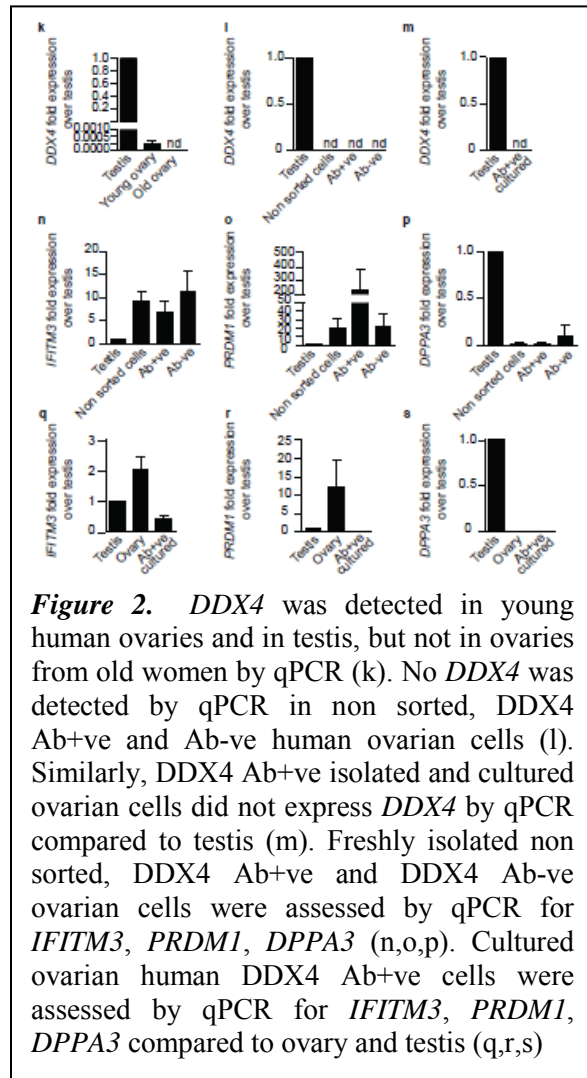 k l m
DDX4 fold expression over testis
1.0
0.8
0.6
0.4
0.2
0.0010
0.0005
0.0000
nd
Testis
Young ovary
Old ovary
DDX4 fold expression over testis
1.0
0.5
0
nd nd nd
Testis
Non sorted cells
Ab+ve
Ab-ve
DDX4 fold expression over testis
1.0
0.5
0
nd
Testis
Ab+ve cultured
n o p
IFITM3 fold expression over testis
20
15
10
5
0
Testis
Non sorted cells
Ab+ve
Ab-ve
PRDM1 fold expression over testis
500
400
300
200
100
50
40
30
20
10
0
Testis
Non sorted cells
Ab+ve
Ab-ve
DPPA3 fold expression over testis
1.0
0.5
0
Testis
Non sorted cells
Ab+ve
Ab-ve
q r s
IFITM3 fold expression over testis
3
2
1
0
Testis
Ovary
Ab+ve cultured
PRDM1 fold expression over testis
25
20
15
10
5
0
Testis
Ovary
Ab+ve cultured
DPPA3 fold expression over testis
1.0
0.5
0
Testis
Ovary
Ab+ve cultured
Figure 2. DDX4 was detected in young
human ovaries and in testis, but not in ovaries
from old women by qPCR (k). No DDX4 was
detected by qPCR in non sorted, DDX4
Ab+ve and Ab-ve human ovarian cells (l).
Similarly, DDX4 Ab+ve isolated and cultured
ovarian cells did not express DDX4 by qPCR
compared to testis (m). Freshly isolated non
sorted, DDX4 Ab+ve and DDX4 Ab-ve
ovarian cells were assessed by qPCR for
IFITM3, PRDM1, DPPA3 (n,o,p). Cultured
ovarian human DDX4 Ab+ve cells were
assessed by qPCR for IFITM3, PRDM1,
DPPA3 compared to ovary and testis (q,r,s)